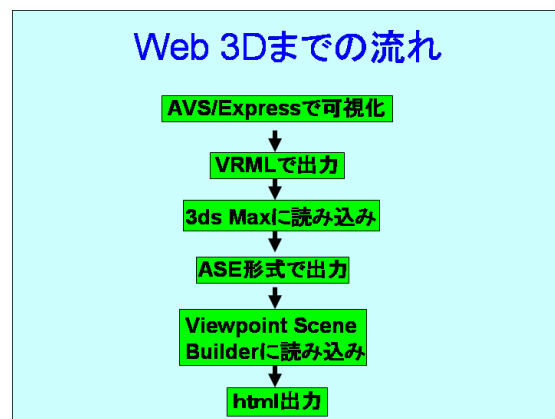 Web 3Dまでの流れ
AVS/Expressで可視化
VRMLで出力
3ds Maxに読み込み
ASE形式で出力
Viewpoint Scene
Builderに読み込み
html出力